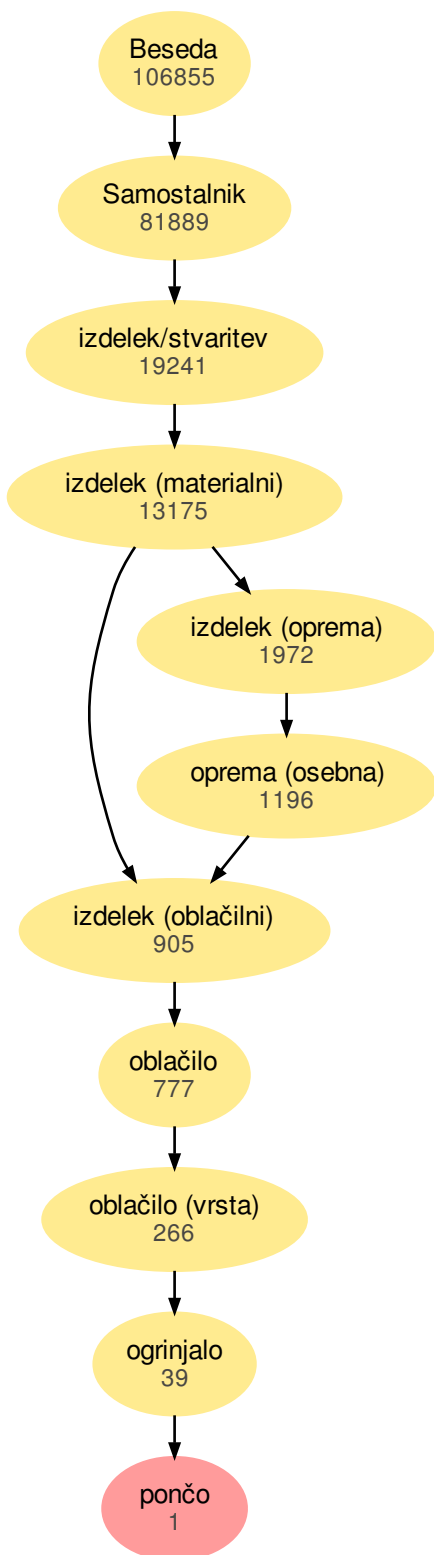 Beseda
106855
Samostalnik
81889
izdelek/stvaritev
19241
izdelek (materialni)
13175
izdelek (oprema)
1972
oprema (osebna)
1196
izdelek (oblačilni)
905
oblačilo
777
oblačilo (vrsta)
266
ogrinjalo
39
pončo
1